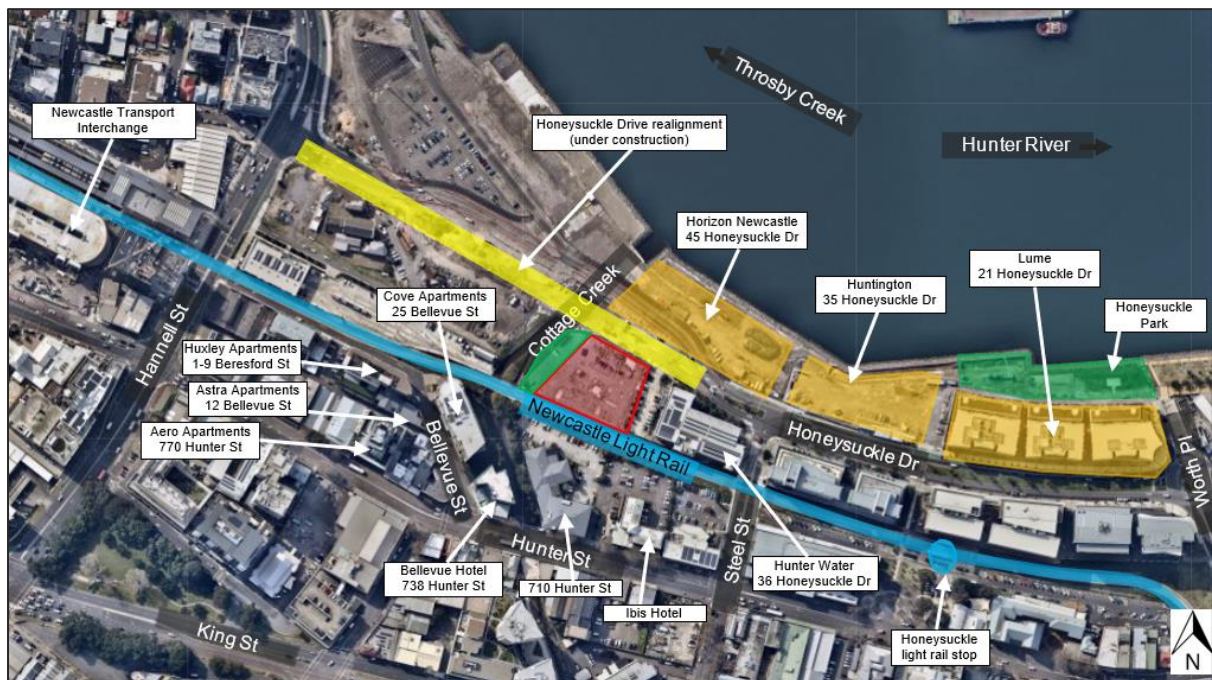 Throsby Creek
Hunter River
Newcastle Transport
Interchange
Honeysuckle Drive realignment
(under construction)
Horizon Newcastle
45 Honeysuckle Dr
Lume
21 Honeysuckle Dr
Huntington
35 Honeysuckle Dr
Honeysuckle
Park
Cove Apartments
25 Bellevue St
Cottage Creek
Hannell St
Huxley Apartments
1-9 Beresford St
Astra Apartments
12 Bellevue St
Aero Apartments
770 Hunter St
Bellevue St
Newcastle Light Rail
Honeysuckle Dr
Worth Pl
Hunter St
Steel St
Bellevue Hotel
738 Hunter St
710 Hunter St
Ibis Hotel
Hunter Water
36 Honeysuckle Dr
King St
Honeysuckle
light rail stop
N